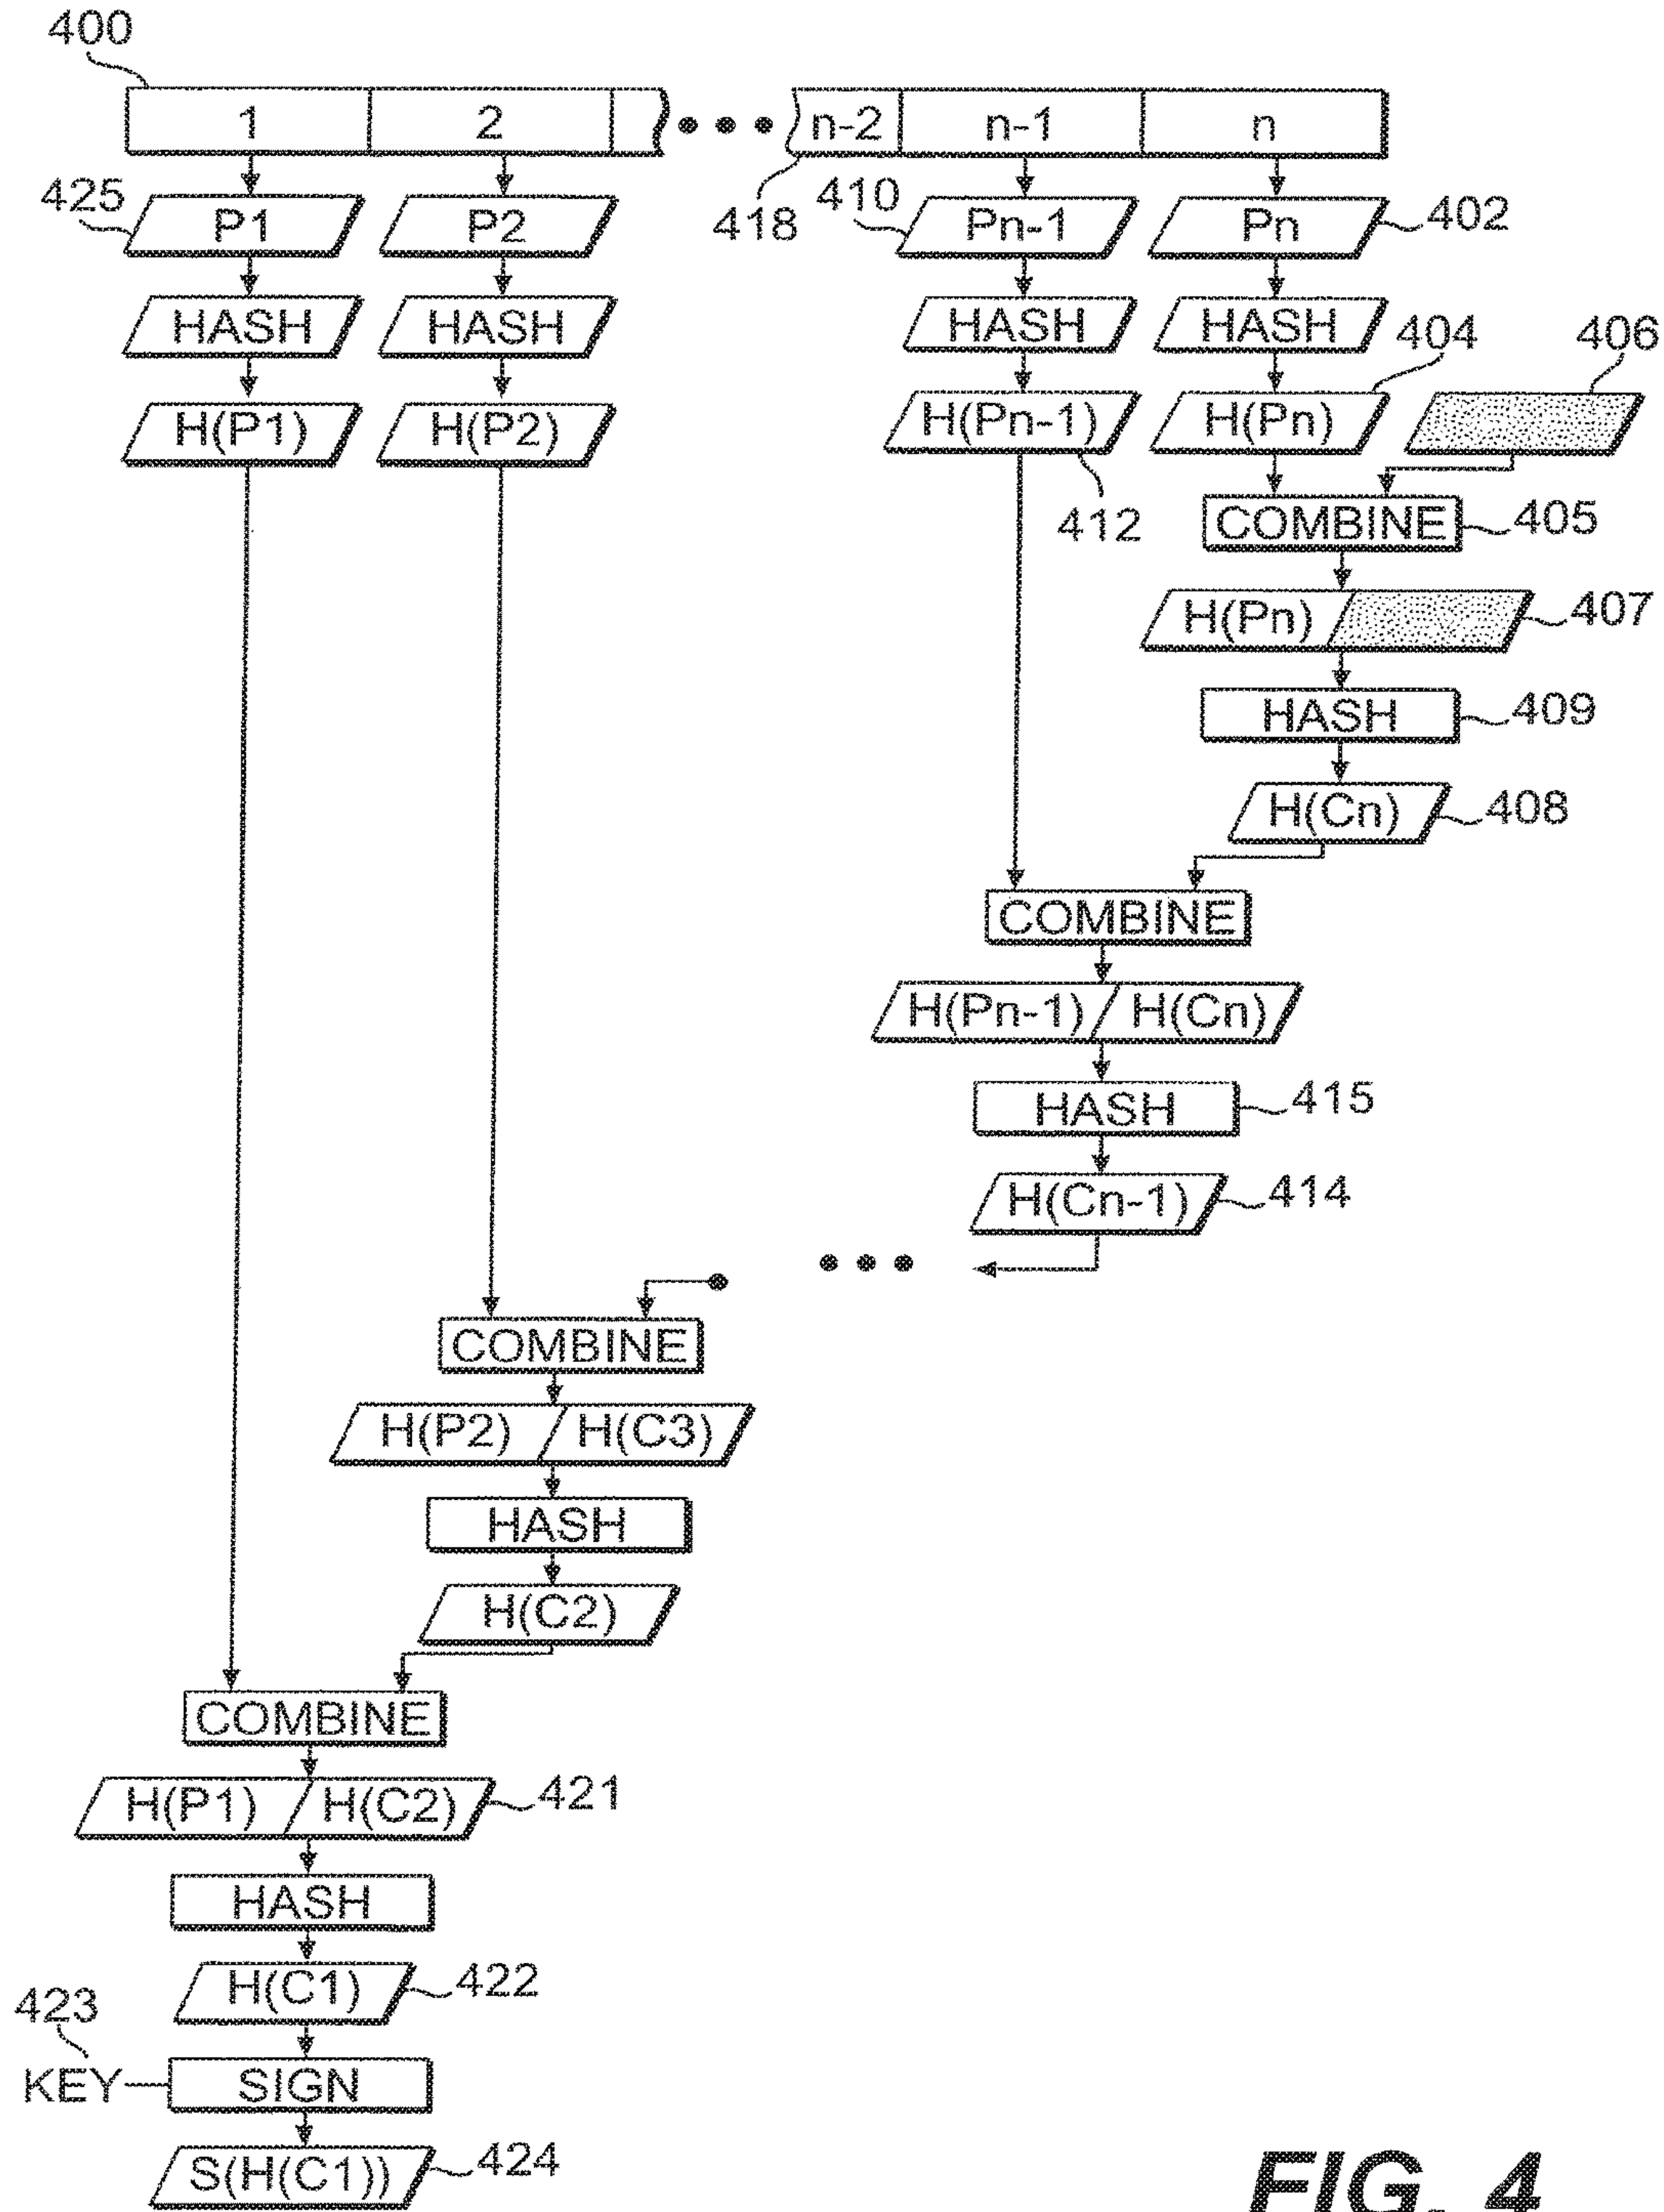 400
1 2 n-2 n-1 n
425 P1 P2 418 410 Pn-1 Pn 402
HASH HASH HASH HASH 404 406
H(P1) H(P2) H(Pn-1) H(Pn)
412 COMBINE 405
H(Pn) 407
HASH 409
H(Cn) 408
COMBINE
H(Pn-1) H(Cn)
HASH 415
H(Cn-1) 414
COMBINE
H(P2) H(C3)
HASH
H(C2)
COMBINE
H(P1) H(C2) 421
HASH
H(C1) 422
423
KEY SIGN
S(H(C1)) 424
FIG. 4